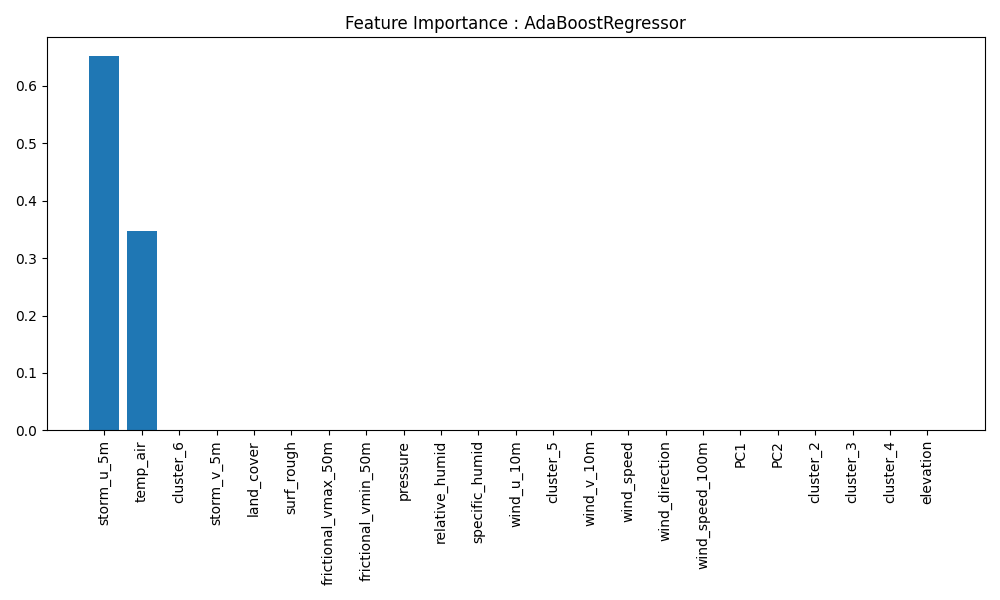 Feature Importance : AdaBoostRegressor
0.6
0.5
0.4
0.3
0.2
0.1
0.0
storm_u_5m
temp_air
cluster_6
storm_v_5m
land_cover
surf_rough
frictional_vmax_50m
frictional_vmin_50m
pressure
relative_humid
specific_humid
wind_u_10m
cluster_5
wind_v_10m
wind_speed
wind_direction
wind_speed_100m
PC1
PC2
cluster_2
cluster_3
cluster_4
elevation